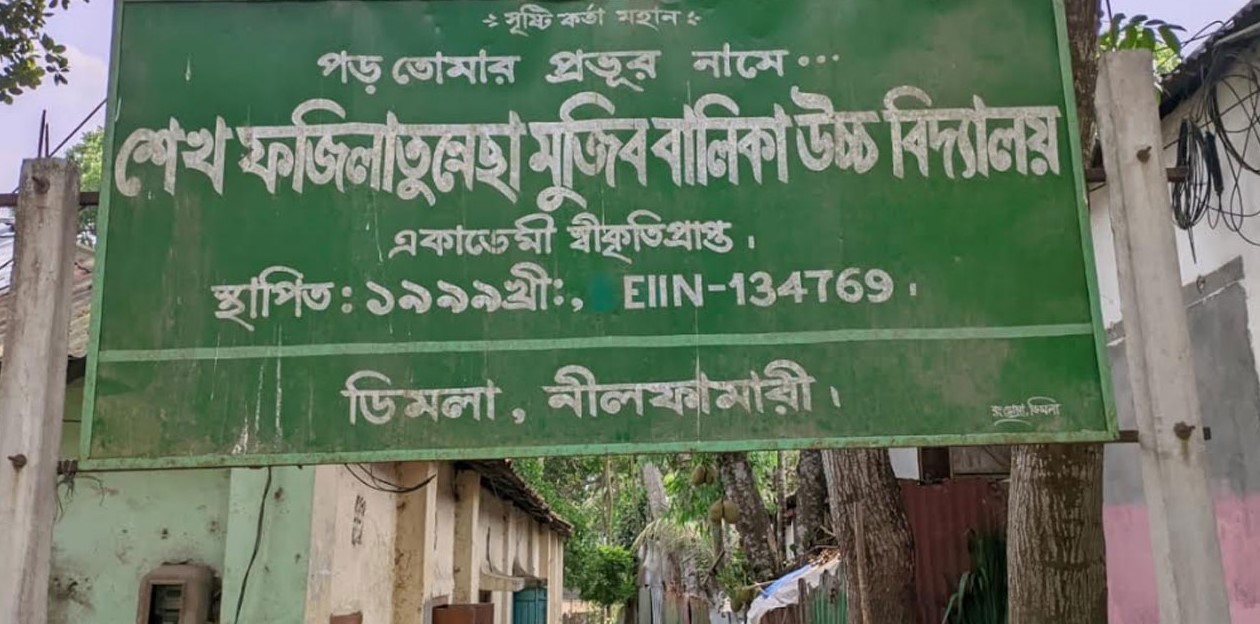 সৃষ্টি কর্তা মহান
পড় তোমার প্রভূর নামে...
শেখ ফজিলাতুন্নেছা মুজিব বালিকা উচ্চ বিদ্যালয়
একাডেমী স্বীকৃতিপ্রাপ্ত।
স্থাপিত: ১৯৯৯খ্রী:, EIIN-134769।
ডিমলা, নীলফামারী।